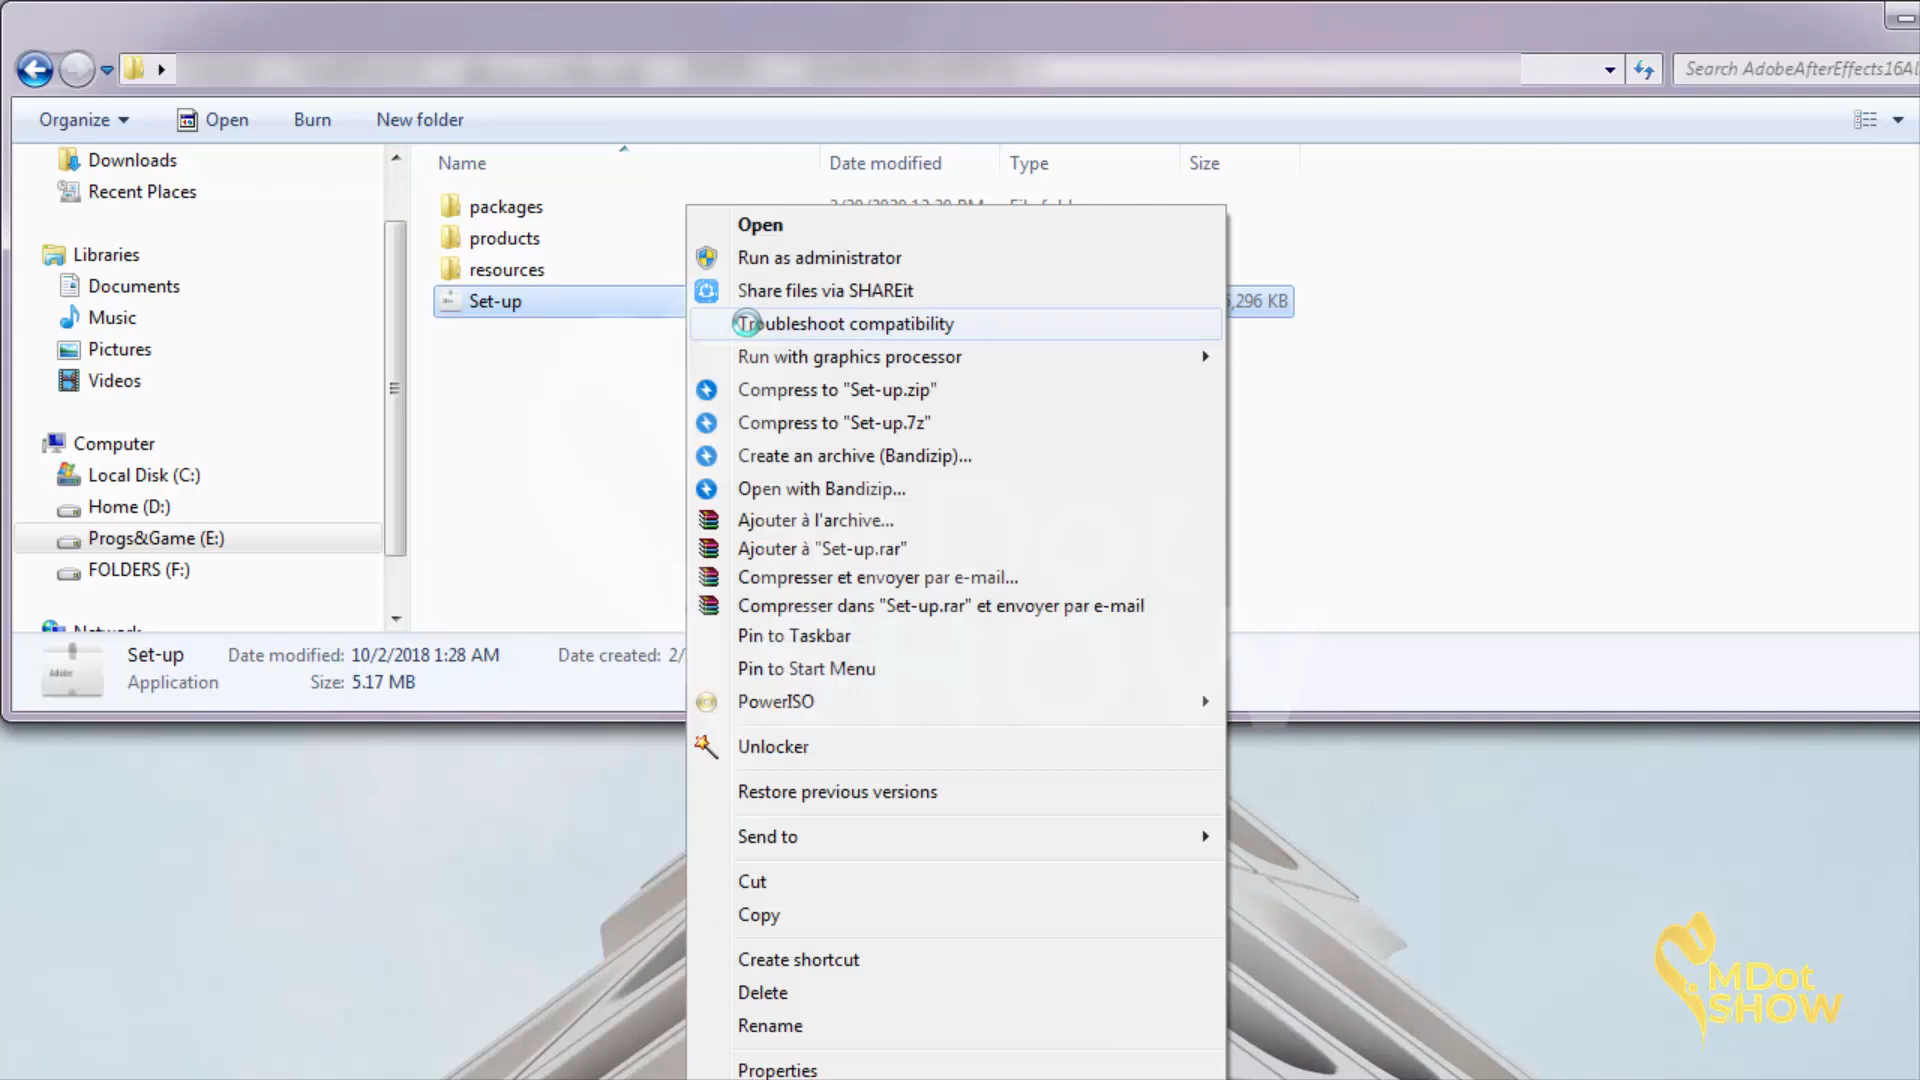 Search AdobeAfterEffects16Al
Organize
Open
Burn
New folder
Downloads
Recent Places
Libraries
Documents
Music
Pictures
Videos
Computer
Local Disk (C:)
Home (D:)
Progs&Game (E:)
FOLDERS (F:)
Network
Name
Date modified
Type
Size
packages
products
resources
Set-up
,296 KB
Open
Run as administrator
Share files via SHAREit
Troubleshoot compatibility
Run with graphics processor
Compress to "Set-up.zip"
Compress to "Set-up.7z"
Create an archive (Bandizip)...
Open with Bandizip...
Ajouter à l'archive...
Ajouter à "Set-up.rar"
Compresser et envoyer par e-mail...
Compresser dans "Set-up.rar" et envoyer par e-mail
Pin to Taskbar
Pin to Start Menu
PowerISO
Unlocker
Restore previous versions
Send to
Cut
Copy
Create shortcut
Delete
Rename
Properties
Set-up Date modified: 10/2/2018 1:28 AM Date created: 2/
Application Size: 5.17 MB
Adobe
MDot
SHOW